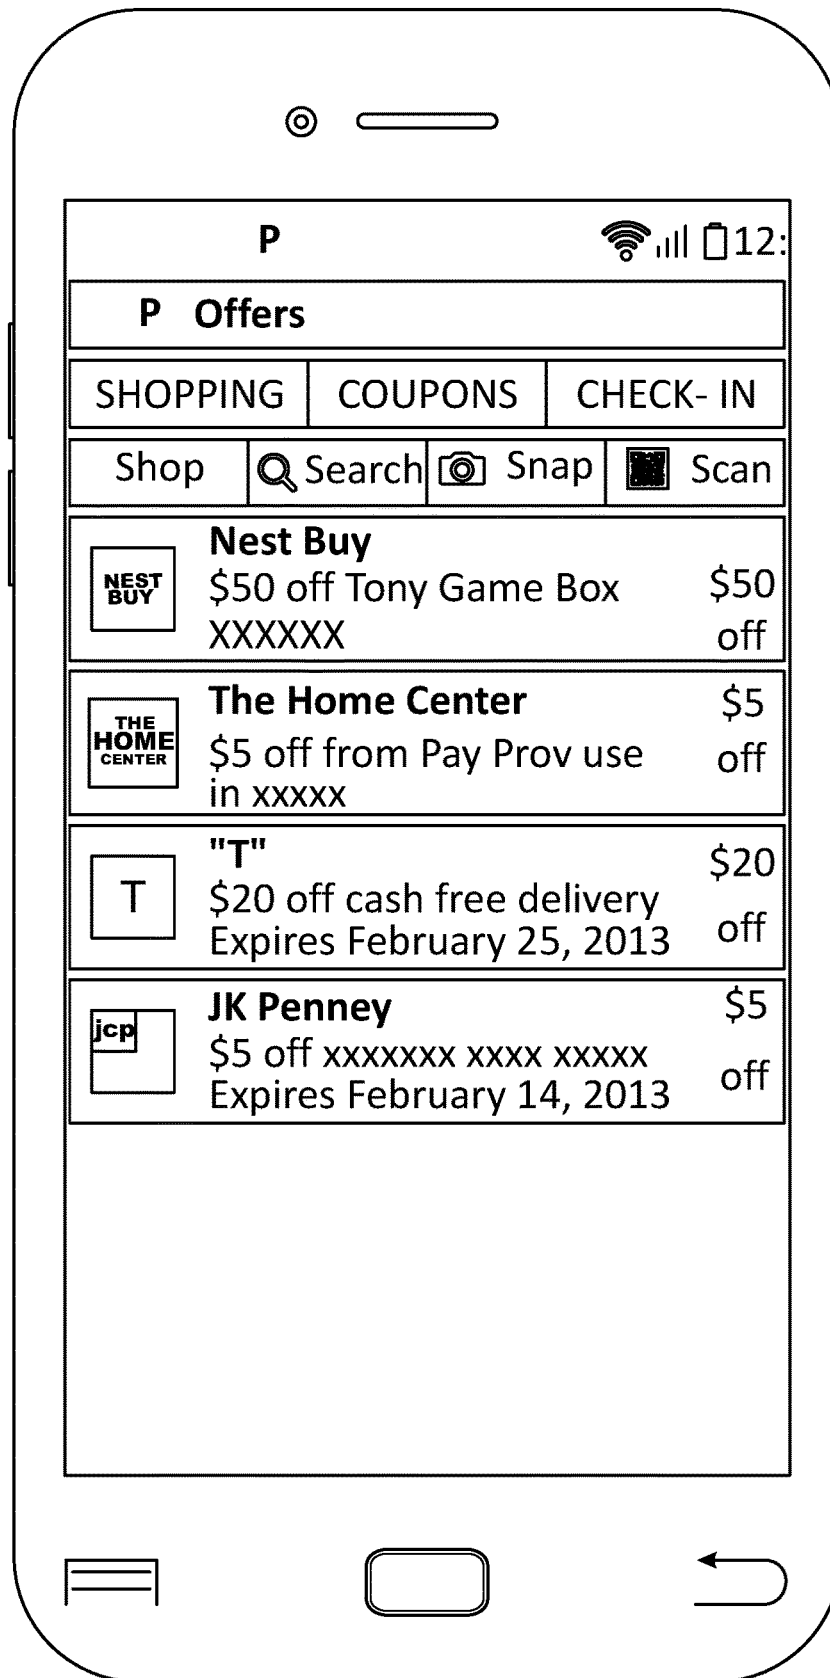 P 12:
P Offers
SHOPPING COUPONS CHECK- IN
Shop Search Snap Scan
NEST
BUY
Nest Buy
$50 off Tony Game Box
XXXXXX
$50
off
THE
HOME
CENTER
The Home Center
$5 off from Pay Prov use
in xxxxx
$5
off
T
"T"
$20 off cash free delivery
Expires February 25, 2013
$20
off
jcp
JK Penney
$5 off xxxxxxx xxxx xxxxx
Expires February 14, 2013
$5
off